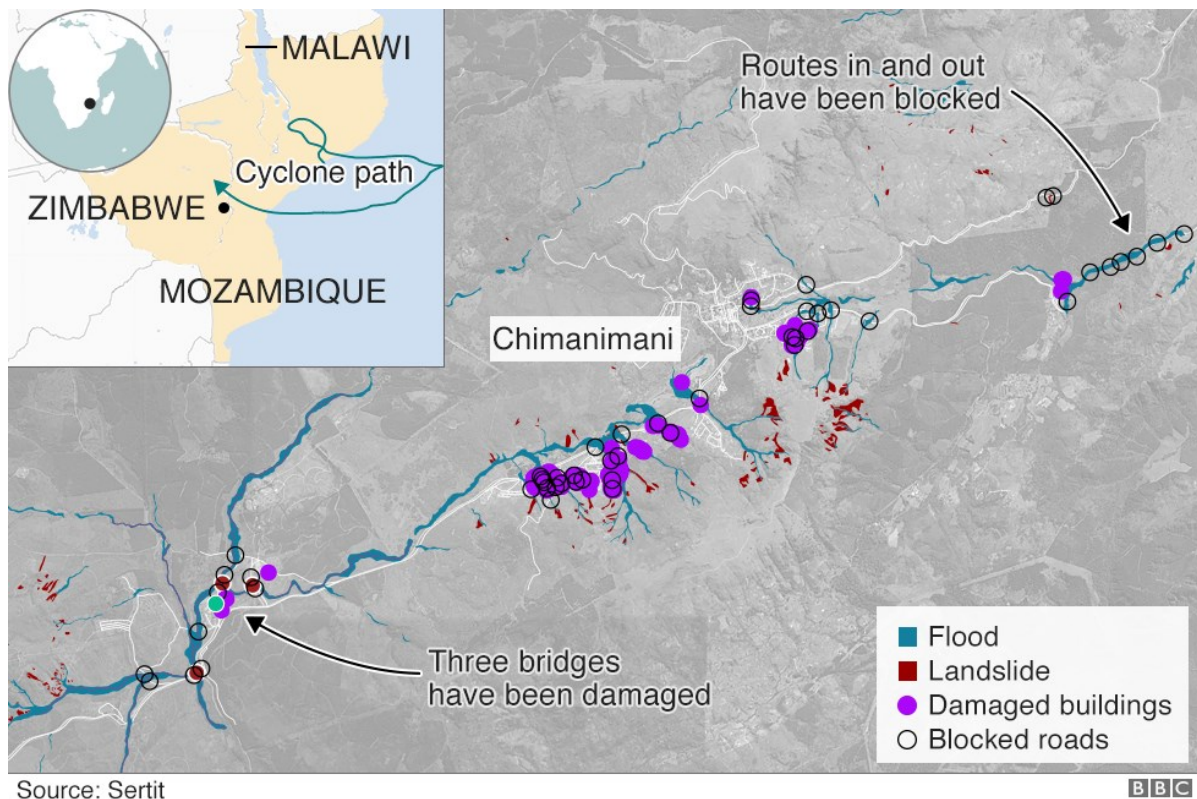 MALAWI
Cyclone path
ZIMBABWE
MOZAMBIQUE
Routes in and out
have been blocked
Chimanimani
Three bridges
have been damaged
Flood
Landslide
Damaged buildings
Blocked roads
Source: Sertit
BBC